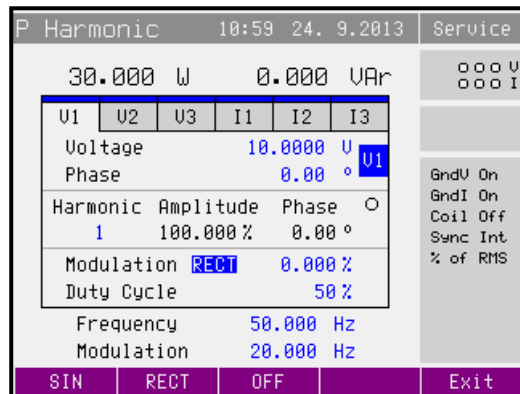 P Harmonic 10:59 24. 9.2013 Service
30.000 W 0.000 VAr
000 V
000 I
V1 V2 V3 I1 I2 I3
Voltage 10.0000 V
Phase 0.00 °
V1
Harmonic Amplitude Phase
1 100.000 % 0.00 °
Modulation RECT 0.000 %
Duty Cycle 50 %
Frequency 50.000 Hz
Modulation 20.000 Hz
GndV On
GndI On
Coil Off
Sync Int
% of RMS
SIN RECT OFF Exit